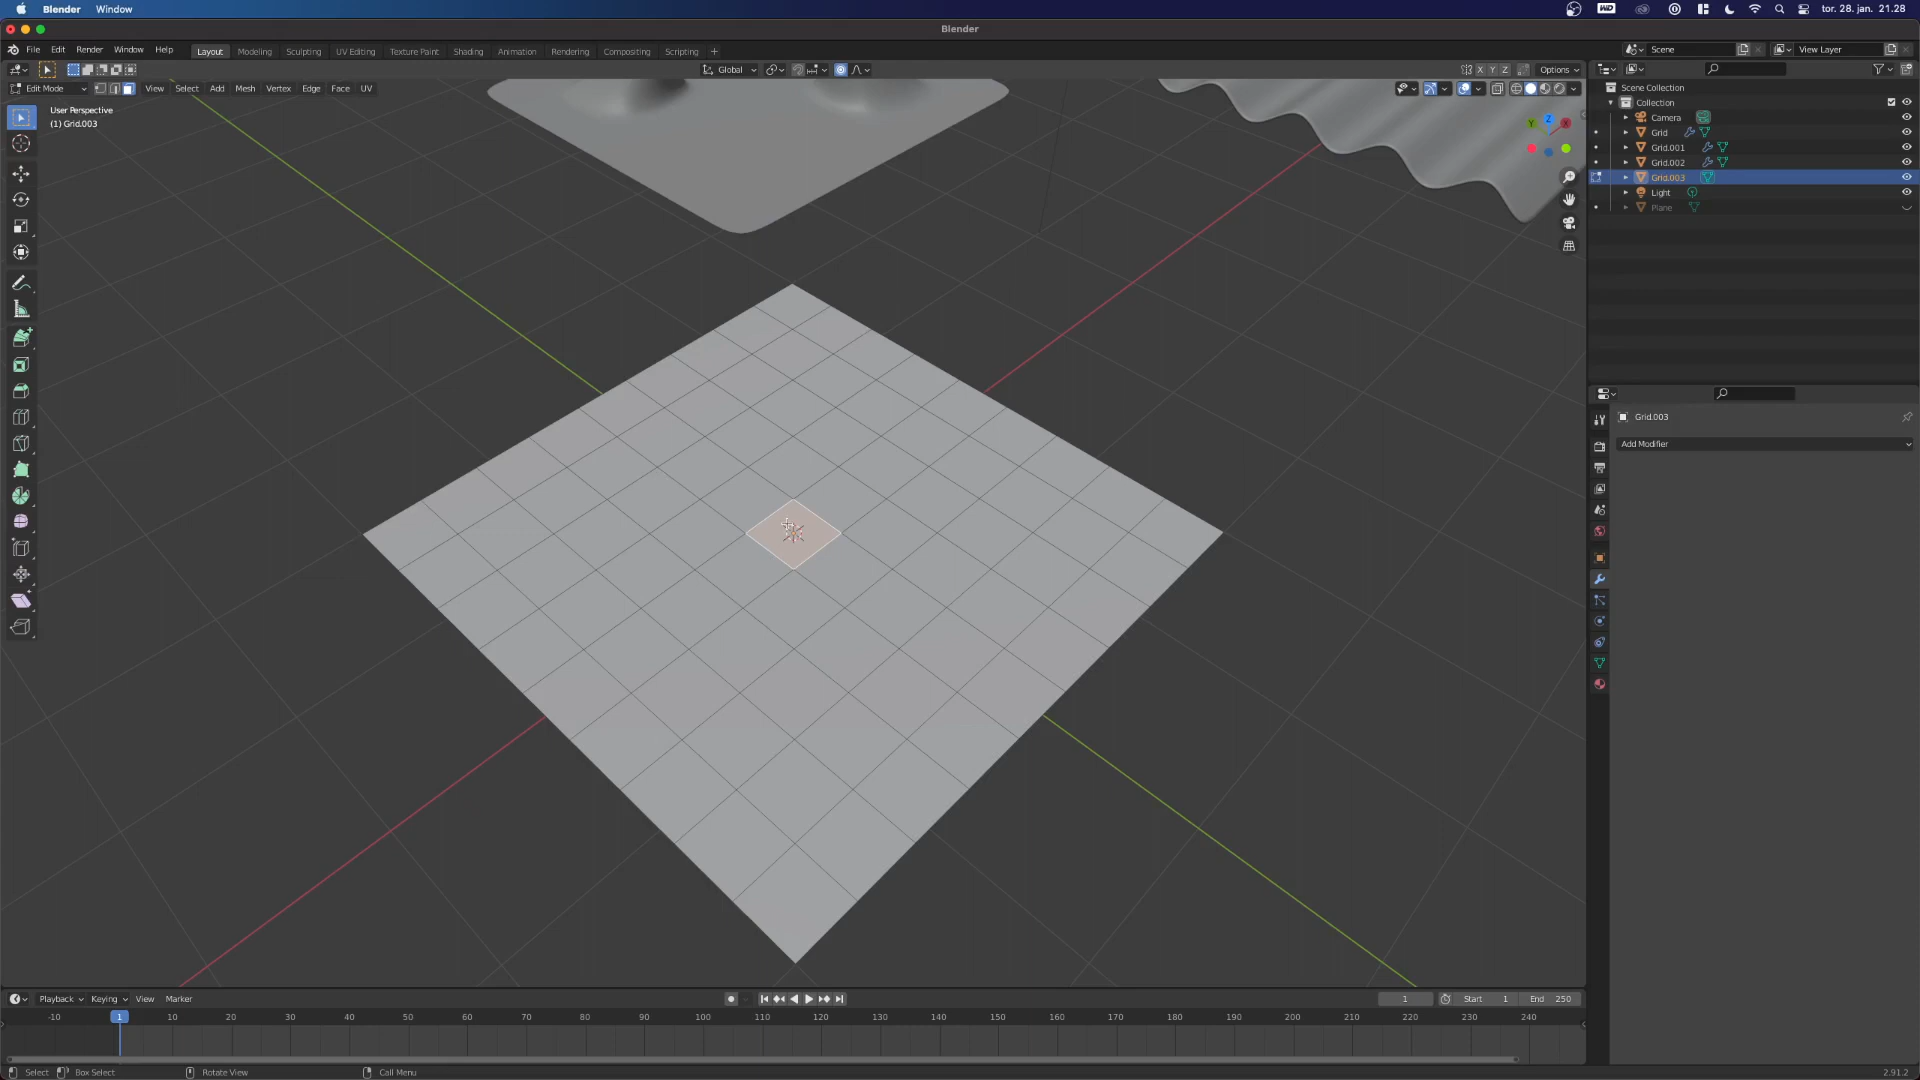 Blender Window tor. 28. jan. 21.28
Blender
File Edit Render Window Help Layout Modeling Sculpting UV Editing Texture Paint Shading Animation Rendering Compositing Scripting + Scene View Layer
Global X Y Z Options
Edit Mode View Select Add Mesh Vertex Edge Face UV
User Perspective
(1) Grid.003
Z
Y X
Scene Collection
Collection
Camera
Grid
Grid.001
Grid.002
Grid.003
Light
Plane
Grid.003
Add Modifier
Playback Keying View Marker 1 Start 1 End 250
-10 1 10 20 30 40 50 60 70 80 90 100 110 120 130 140 150 160 170 180 190 200 210 220 230 240
Select Box Select Rotate View Call Menu 2.91.2